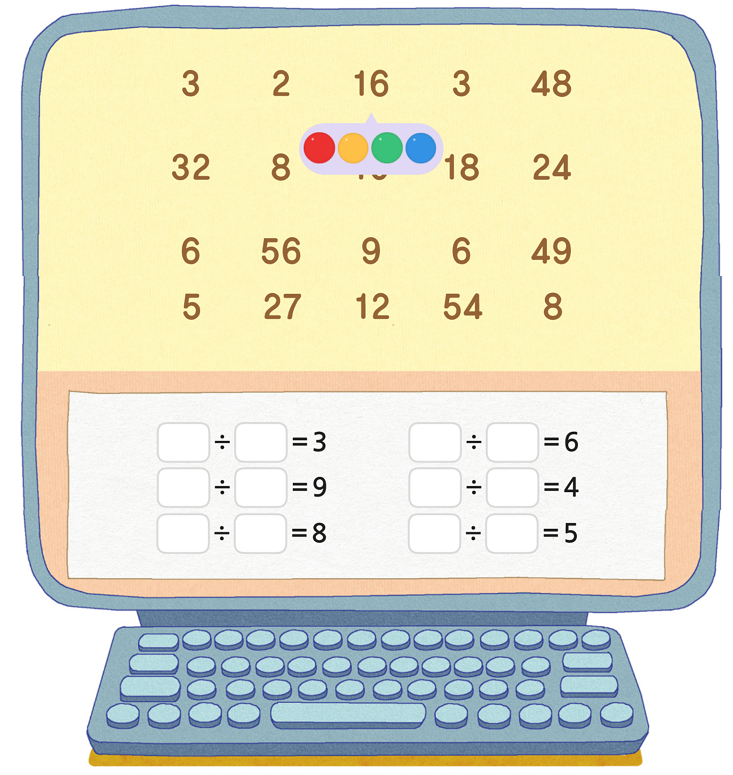 3 2 16 3 48
32 8 18 24
6 56 9 6 49
5 27 12 54 8
÷ =3 ÷ =6
÷ =9 ÷ =4
÷ =8 ÷ =5